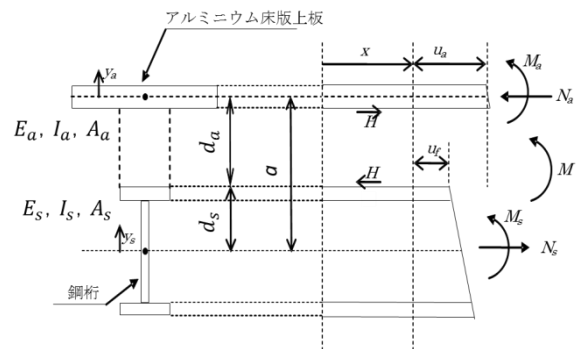 アルミニウム床版上板
x
u_a
M_a
y_a
N_a
H
E_a, I_a, A_a
d_a
a
u_f
M
H
E_s, I_s, A_s
d_s
M_s
y_s
N_s
鋼桁